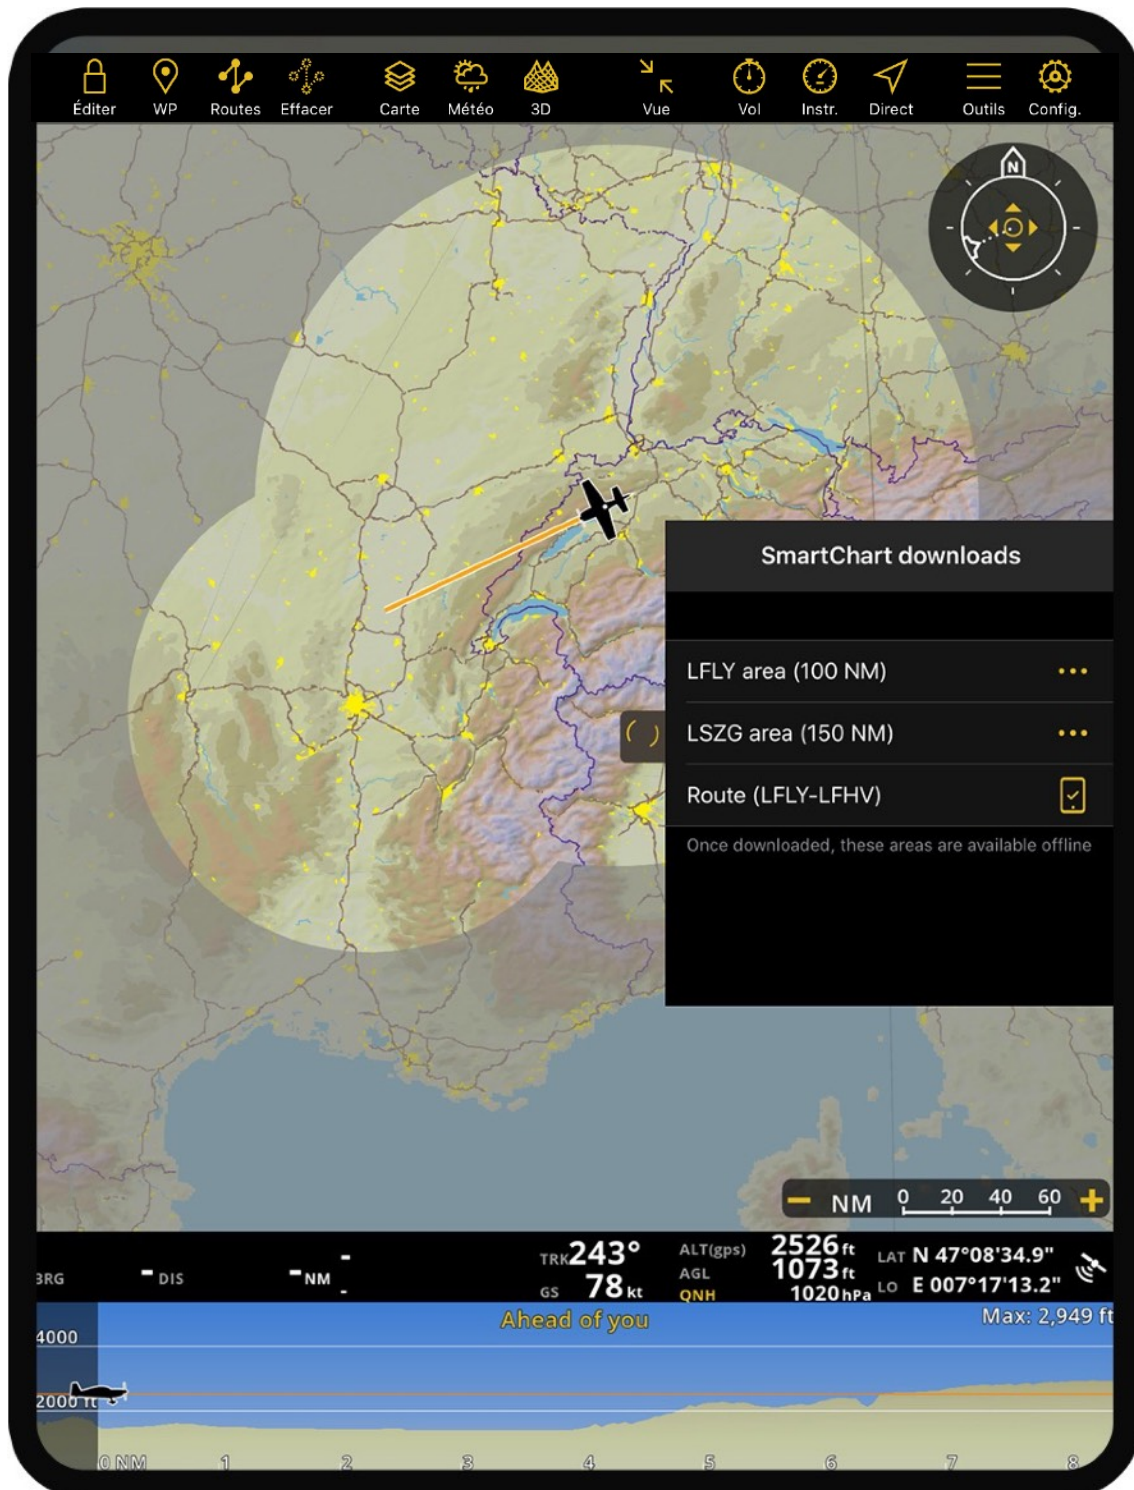 Éditer WP Routes Effacer Carte Météo 3D Vue Vol Instr. Direct Outils Config.
N
SmartChart downloads
LFLY area (100 NM)
LSZG area (150 NM)
Route (LFLY-LFHV)
Once downloaded, these areas are available offline
NM 0 20 40 60
BRG - DIS - NM - - TRK 243° GS 78 kt
ALT(gps) 2526 ft
AGL 1073 ft
QNH 1020 hPa
LAT N 47°08'34.9"
LO E 007°17'13.2"
Ahead of you
Max: 2,949 ft
4000
2000 ft
0 NM 1 2 3 4 5 6 7 8